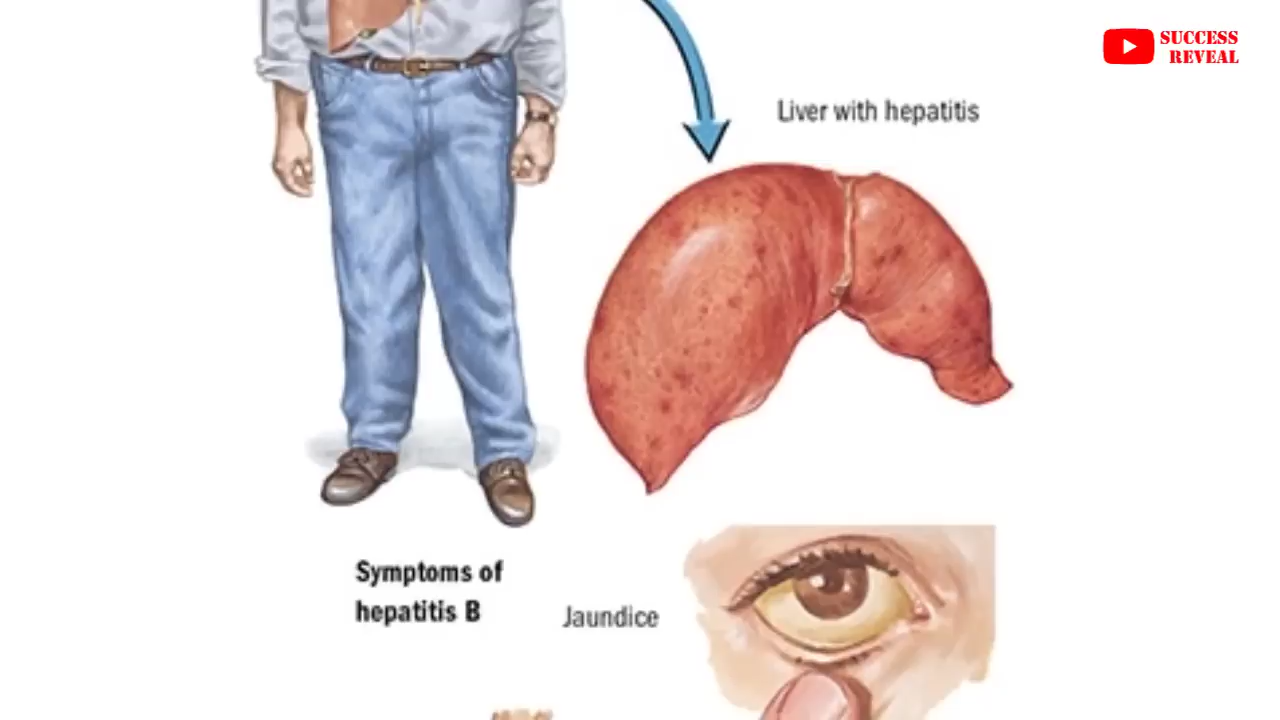 SUCCESS
REVEAL
Liver with hepatitis
Symptoms of
hepatitis B
Jaundice